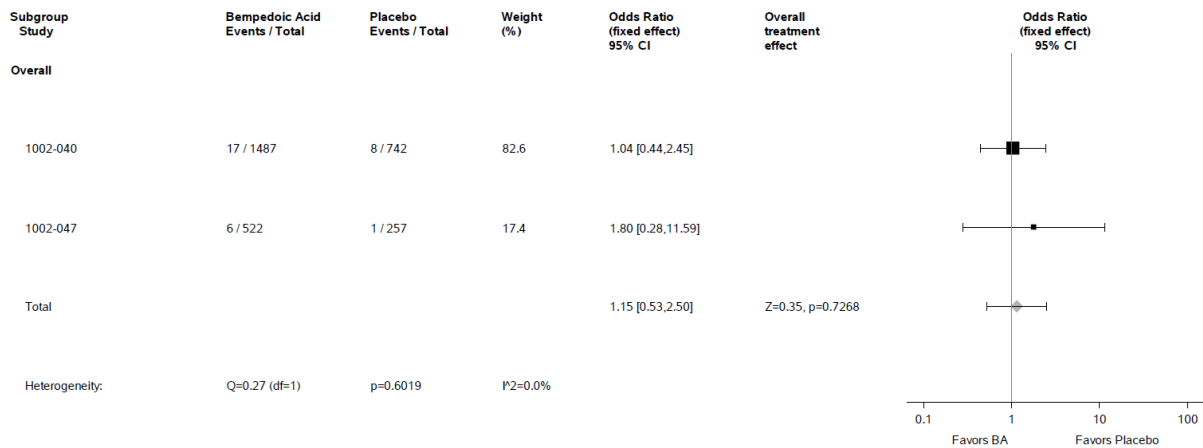 Subgroup Bempedoic Acid Placebo Weight Odds Ratio Overall Odds Ratio
Study Events / Total Events / Total (%) (fixed effect) treatment (fixed effect)
95% CI effect 95% CI
Overall
1002-040 17 / 1487 8 / 742 82.6 1.04 [0.44,2.45]
1002-047 6 / 522 1 / 257 17.4 1.80 [0.28,11.59]
Total 1.15 [0.53,2.50] Z=0.35, p=0.7268
Heterogeneity: Q=0.27 (df=1) p=0.6019 I^2=0.0%
0.1 1 10 100
Favors BA Favors Placebo